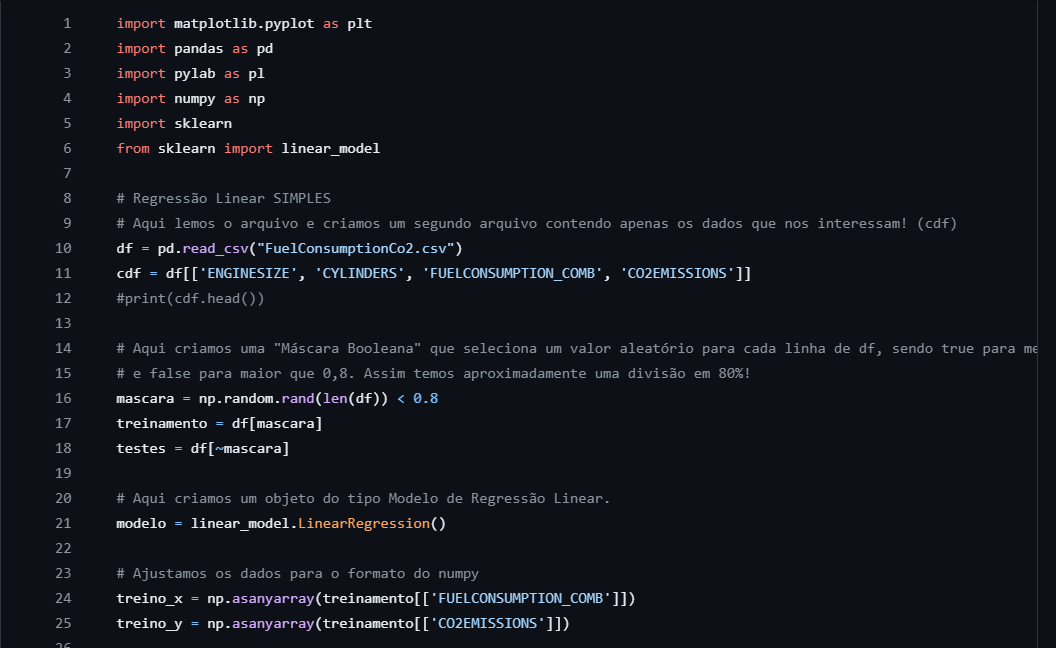 1 import matplotlib.pyplot as plt
2 import pandas as pd
3 import pylab as pl
4 import numpy as np
5 import sklearn
6 from sklearn import linear_model
7
8 # Regressão Linear SIMPLES
9 # Aqui lemos o arquivo e criamos um segundo arquivo contendo apenas os dados que nos interessam! (cdf)
10 df = pd.read_csv("FuelConsumptionCo2.csv")
11 cdf = df[['ENGINESIZE', 'CYLINDERS', 'FUELCONSUMPTION_COMB', 'CO2EMISSIONS']]
12 #print(cdf.head())
13
14 # Aqui criamos uma "Máscara Booleana" que seleciona um valor aleatório para cada linha de df, sendo true para me
15 # e false para maior que 0,8. Assim temos aproximadamente uma divisão em 80%!
16 mascara = np.random.rand(len(df)) < 0.8
17 treinamento = df[mascara]
18 testes = df[~mascara]
19
20 # Aqui criamos um objeto do tipo Modelo de Regressão Linear.
21 modelo = linear_model.LinearRegression()
22
23 # Ajustamos os dados para o formato do numpy
24 treino_x = np.asanyarray(treinamento[['FUELCONSUMPTION_COMB']])
25 treino_y = np.asanyarray(treinamento[['CO2EMISSIONS']])